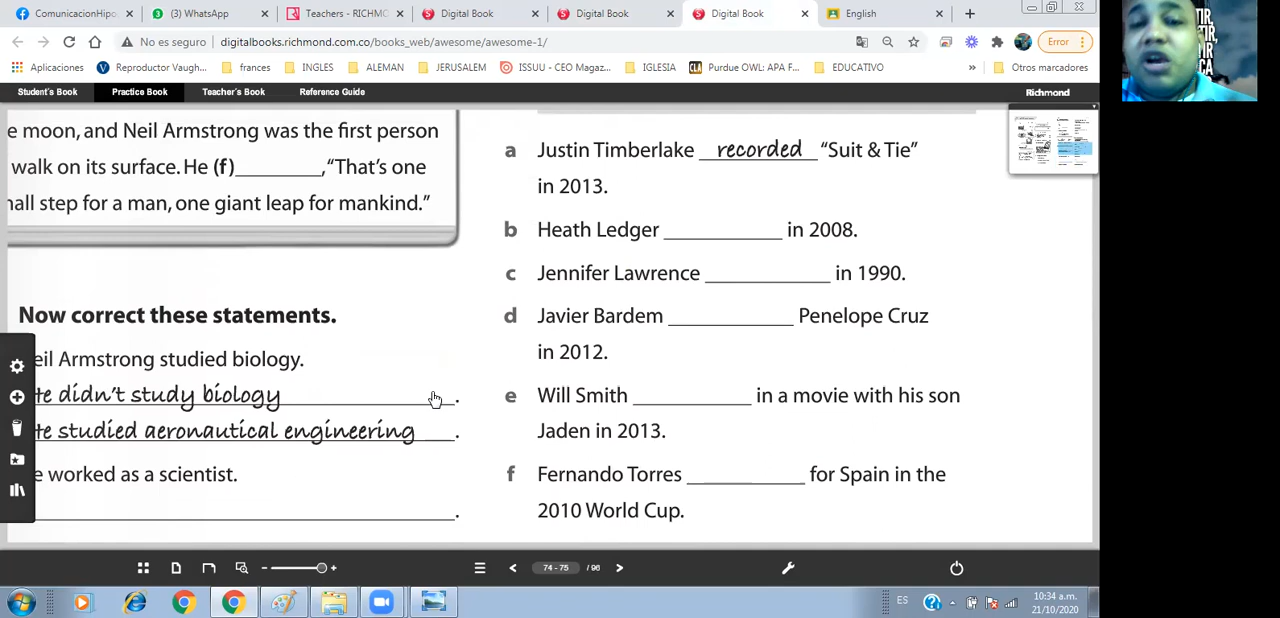 ComunicacionHipo
(3) WhatsApp
Teachers - RICHMO
Digital Book
Digital Book
Digital Book
English
No es seguro
digitalbooks.richmond.com.co/books_web/awesome/awesome-1/
Error
Aplicaciones
Reproductor Vaugh...
frances
INGLES
ALEMAN
JERUSALEM
ISSUU - CEO Magaz...
IGLESIA
Purdue OWL: APA F...
EDUCATIVO
»
Otros marcadores
Student's Book
Practice Book
Teacher's Book
Reference Guide
Richmond
e moon, and Neil Armstrong was the first person
walk on its surface. He (f)________, “That’s one
nall step for a man, one giant leap for mankind.”
Now correct these statements.
eil Armstrong studied biology.
He didn’t study biology .
He studied aeronautical engineering .
e worked as a scientist.
.
a Justin Timberlake recorded “Suit & Tie”
in 2013.
b Heath Ledger ________ in 2008.
c Jennifer Lawrence ________ in 1990.
d Javier Bardem ________ Penelope Cruz
in 2012.
e Will Smith ________ in a movie with his son
Jaden in 2013.
f Fernando Torres ________ for Spain in the
2010 World Cup.
74 - 75 / 96
ES
10:34 a.m.
21/10/2020